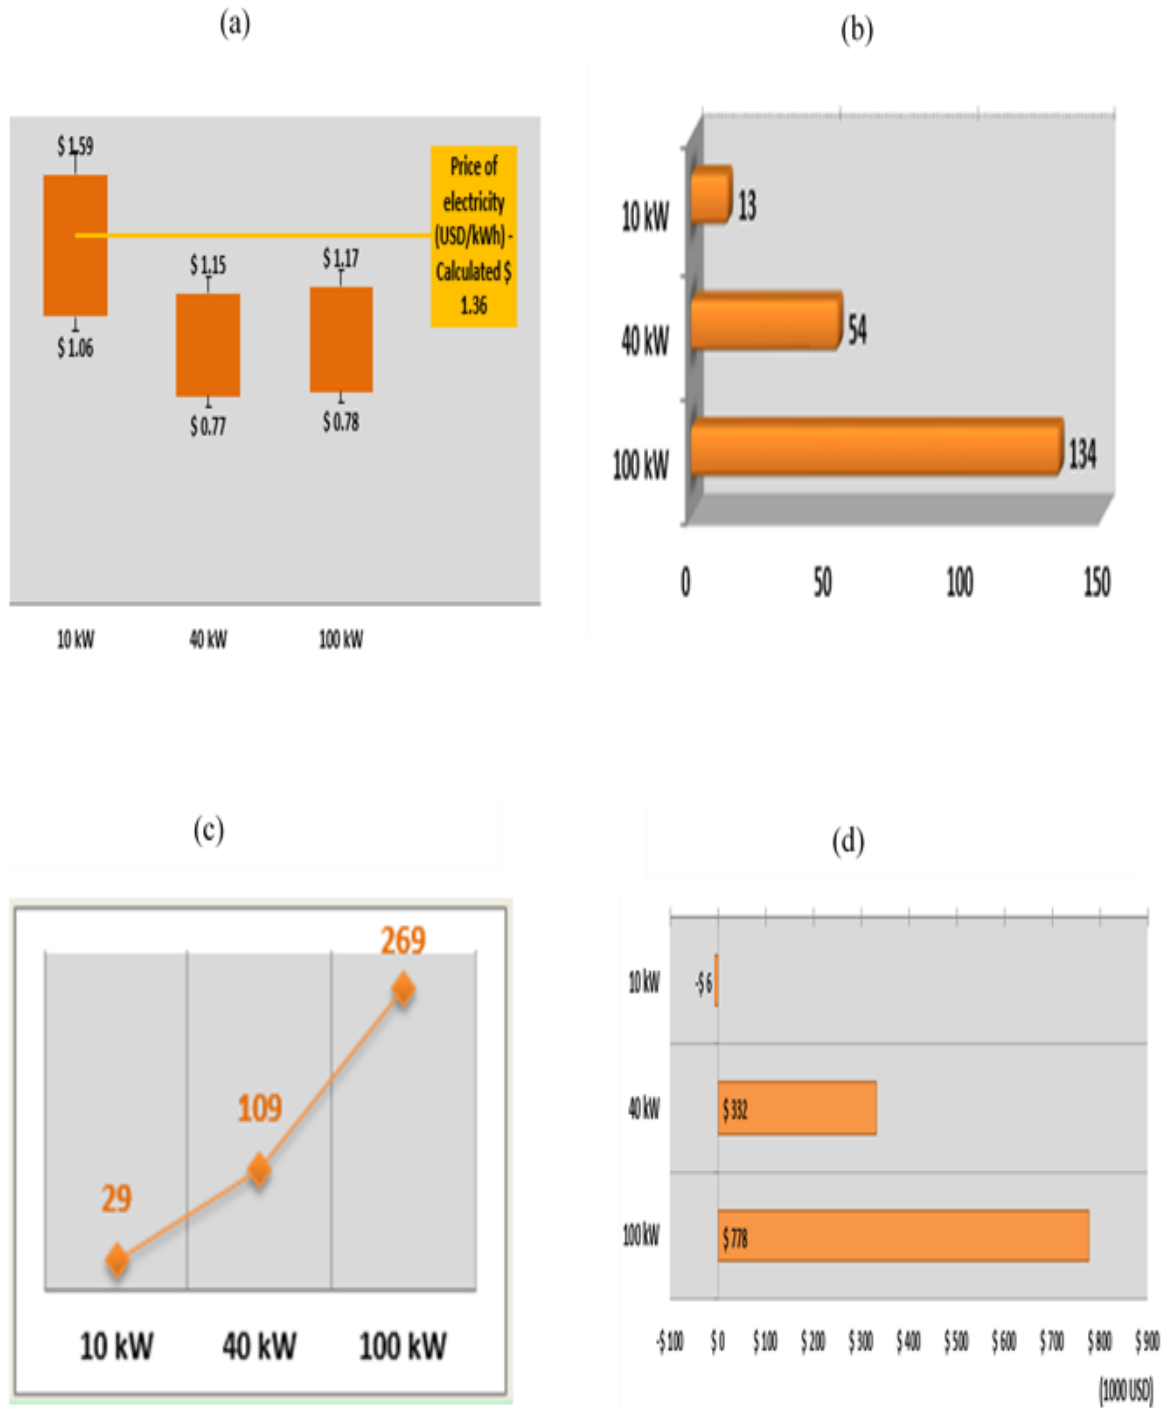 (a)
$ 1.59
$ 1.06
$ 1.15
$ 0.77
$ 1.17
$ 0.78
Price of
electricity
(USD/kWh) -
Calculated $
1.36
10 kW
40 kW
100 kW
(b)
10 kW
13
40 kW
54
100 kW
134
0
50
100
150
(c)
29
109
269
10 kW
40 kW
100 kW
(d)
10 kW
-$ 6
40 kW
$ 332
100 kW
$ 778
-$ 100
$ 0
$ 100
$ 200
$ 300
$ 400
$ 500
$ 600
$ 700
$ 800
$ 900
(1000 USD)